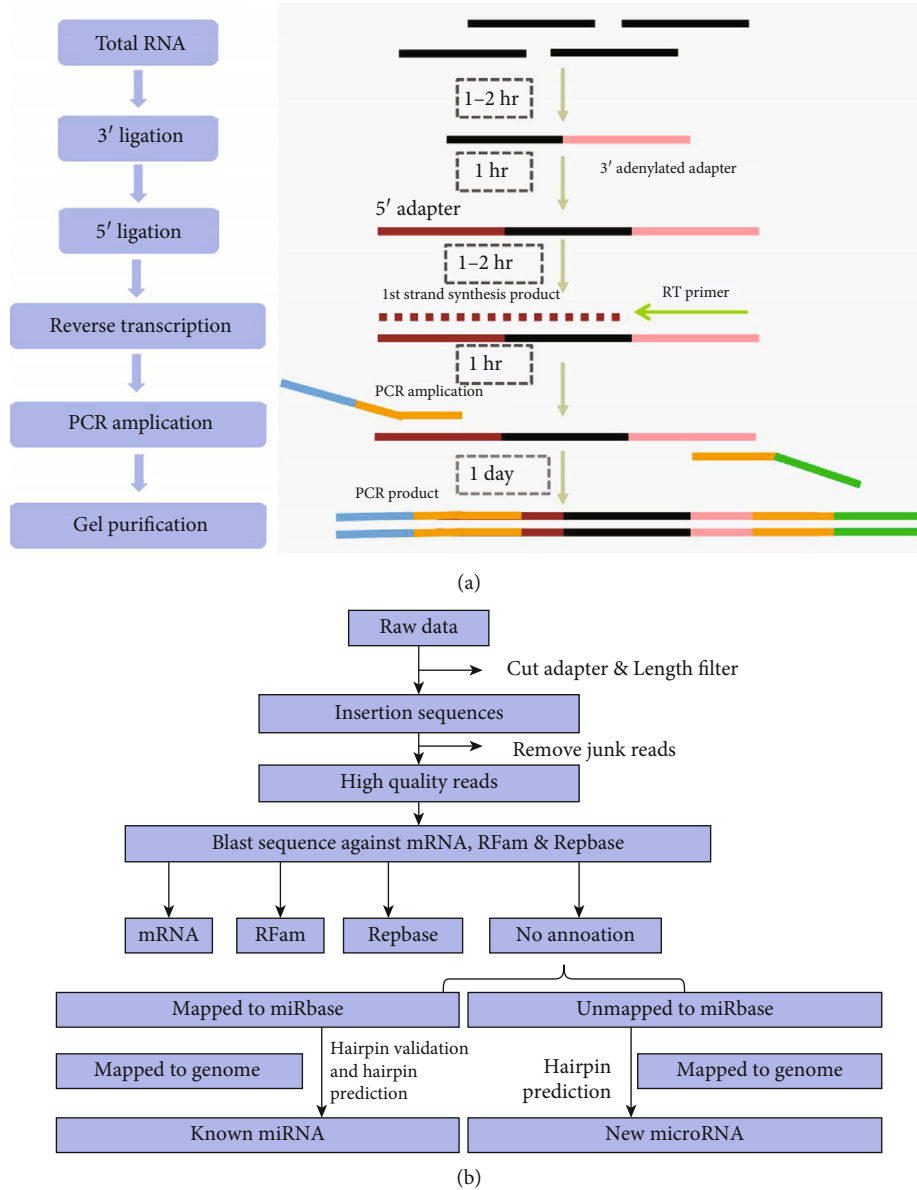 Total RNA
3′ ligation
5′ ligation
Reverse transcription
PCR amplication
Gel purification
1–2 hr
3′ adenylated adapter
1 hr
5′ adapter
1–2 hr
1st strand synthesis product
RT primer
1 hr
PCR amplication
1 day
PCR product
(a)
Raw data
Cut adapter & Length filter
Insertion sequences
Remove junk reads
High quality reads
Blast sequence against mRNA, RFam & Repbase
mRNA
RFam
Repbase
No annoation
Mapped to miRbase
Unmapped to miRbase
Hairpin validation
and hairpin
prediction
Mapped to genome
Hairpin
prediction
Mapped to genome
Known miRNA
New microRNA
(b)